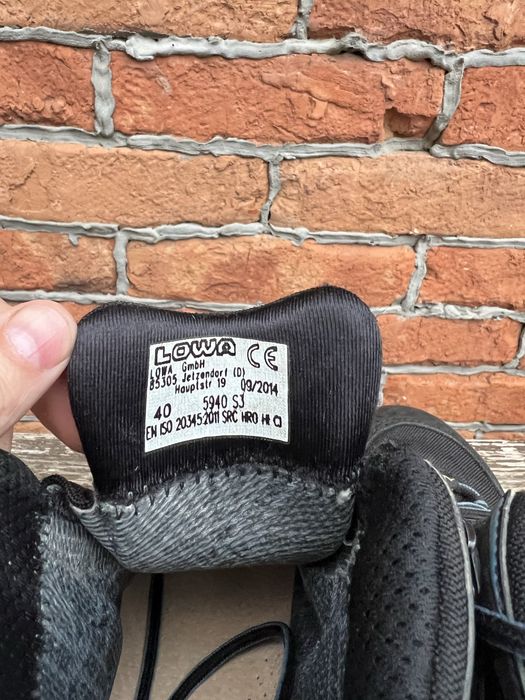 LOWA CE
LOWA GmbH
85305 Jetzendorf (D)
Hauptstr 19 09/2014
40 5940 S3
EN ISO 20345:2011 SRC HRO HI CI